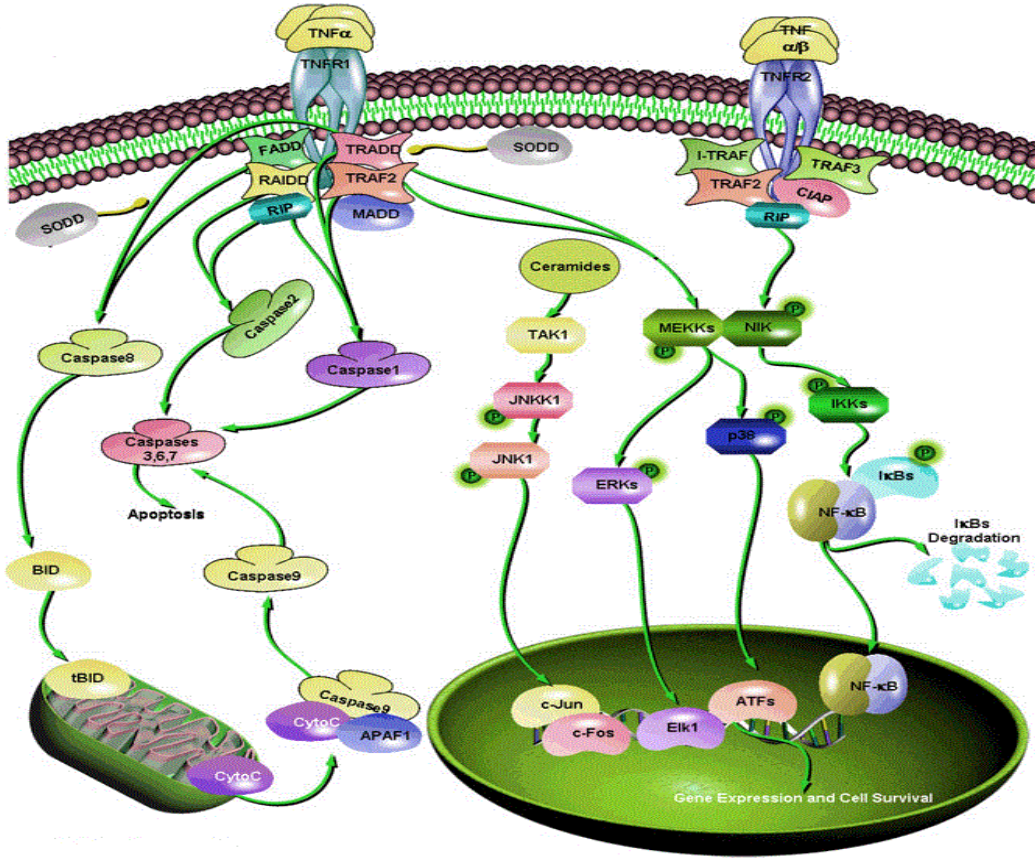 TNFα
TNFR1
TNF
α/β
TNFR2
FADD
TRADD
SODD
RAIDD
TRAF2
RIP
MADD
SODD
I-TRAF
TRAF3
TRAF2
CIAP
RIP
Ceramides
Caspase2
TAK1
MEKKs
NIK
P
P
Caspase8
Caspase1
JNKK1
P
IKKs
P
p38
P
Caspases
3,6,7
JNK1
P
ERKs
P
IκBs
P
NF-κB
Apoptosis
IκBs
Degradation
BID
Caspase9
tBID
Caspase9
CytoC
APAF1
CytoC
c-Jun
c-Fos
Elk1
ATFs
NF-κB
Gene Expression and Cell Survival